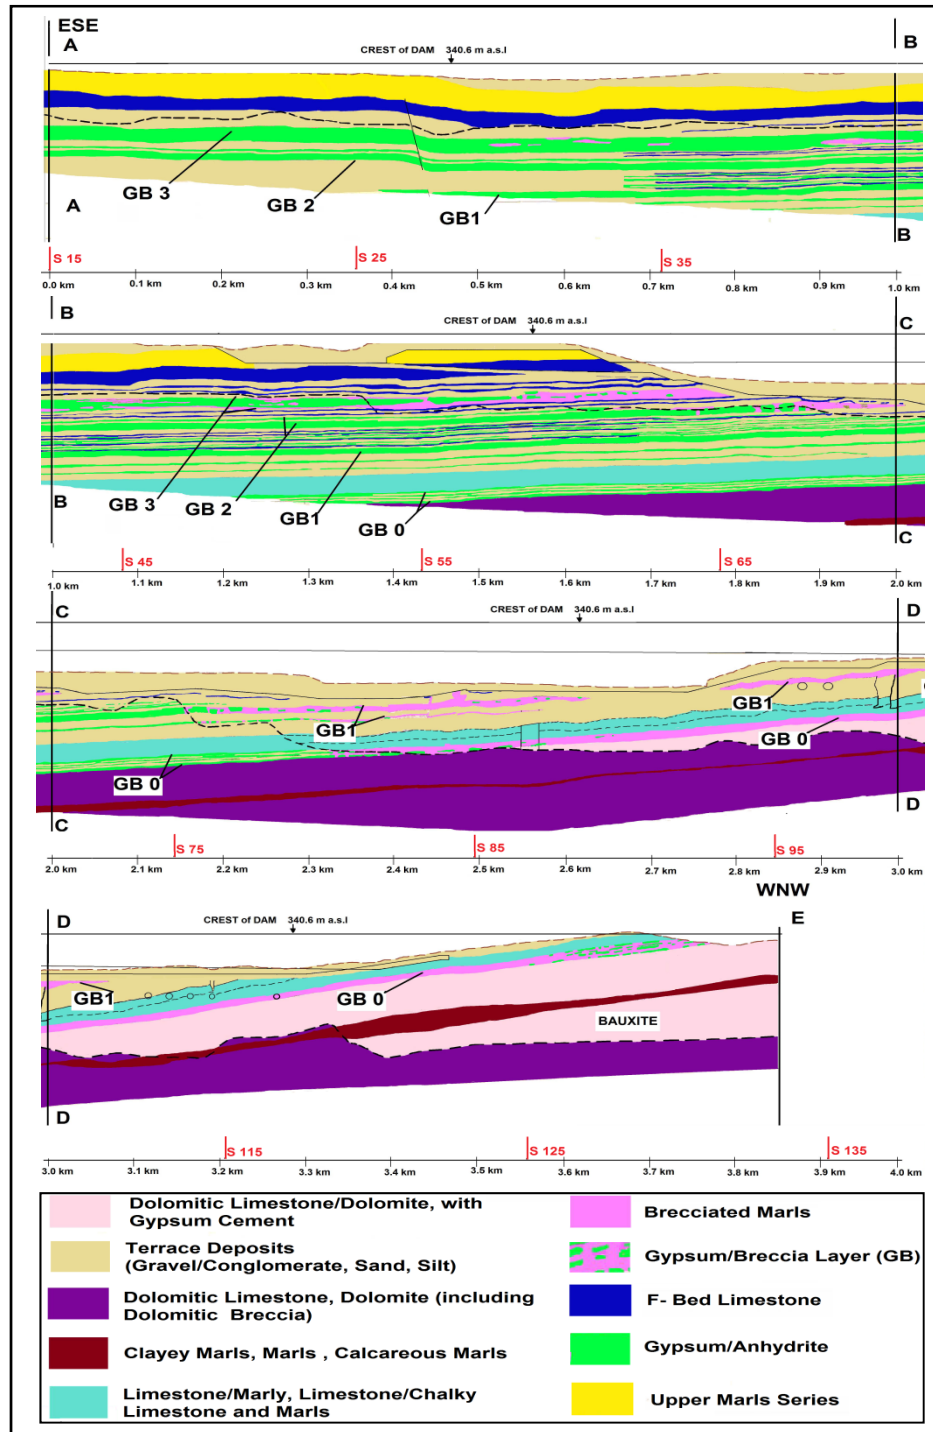 ESE
A
B
CREST of DAM 340.6 m a.s.l
GB 3
GB 2
GB1
A
B
S 15
S 25
S 35
0.0 km
0.1 km
0.2 km
0.3 km
0.4 km
0.5 km
0.6 km
0.7 km
0.8 km
0.9 km
1.0 km
B
C
CREST of DAM 340.6 m a.s.l
GB 3
GB 2
GB1
GB 0
B
C
S 45
S 55
S 65
1.0 km
1.1 km
1.2 km
1.3 km
1.4 km
1.5 km
1.6 km
1.7 km
1.8 km
1.9 km
2.0 km
C
D
CREST of DAM 340.6 m a.s.l
GB1
GB1
GB 0
GB 0
C
D
S 75
S 85
S 95
2.0 km
2.1 km
2.2 km
2.3 km
2.4 km
2.5 km
2.6 km
2.7 km
2.8 km
2.9 km
3.0 km
WNW
D
E
CREST of DAM 340.6 m a.s.l
GB1
GB 0
BAUXITE
D
S 115
S 125
S 135
3.0 km
3.1 km
3.2 km
3.3 km
3.4 km
3.5 km
3.6 km
3.7 km
3.8 km
3.9 km
4.0 km
Dolomitic Limestone/Dolomite, with
Gypsum Cement
Terrace Deposits
(Gravel/Conglomerate, Sand, Silt)
Dolomitic Limestone, Dolomite (including
Dolomitic Breccia)
Clayey Marls, Marls , Calcareous Marls
Limestone/Marly, Limestone/Chalky
Limestone and Marls
Brecciated Marls
Gypsum/Breccia Layer (GB)
F- Bed Limestone
Gypsum/Anhydrite
Upper Marls Series